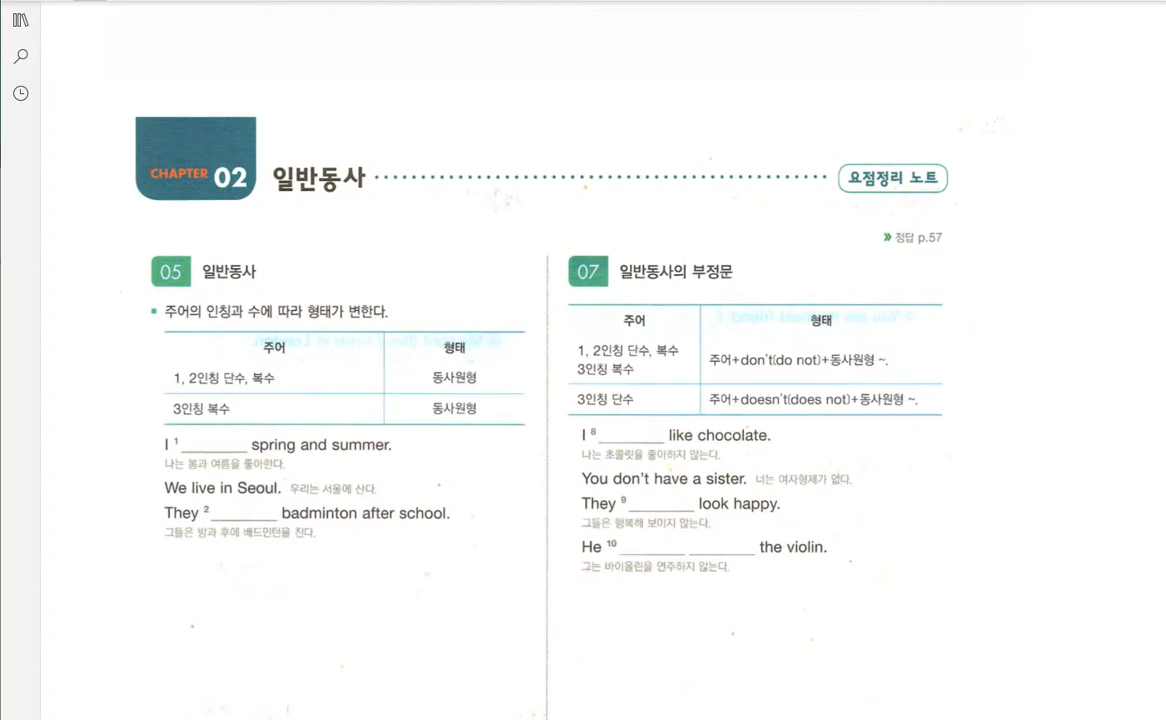 CHAPTER 02 일반동사
요점정리 노트
» 정답 p.57
05 일반동사
▪ 주어의 인칭과 수에 따라 형태가 변한다.
주어 형태
1, 2인칭 단수, 복수 동사원형
3인칭 복수 동사원형
I 1 ________ spring and summer.
나는 봄과 여름을 좋아한다.
We live in Seoul. 우리는 서울에 산다.
They 2 ________ badminton after school.
그들은 방과 후에 배드민턴을 친다.
07 일반동사의 부정문
주어 형태
1, 2인칭 단수, 복수
3인칭 복수
주어+don't(do not)+동사원형 ~.
3인칭 단수 주어+doesn't(does not)+동사원형 ~.
I 8 ________ like chocolate.
나는 초콜릿을 좋아하지 않는다.
You don't have a sister. 너는 여자형제가 없다.
They 9 ________ look happy.
그들은 행복해 보이지 않는다.
He 10 ________ ________ the violin.
그는 바이올린을 연주하지 않는다.